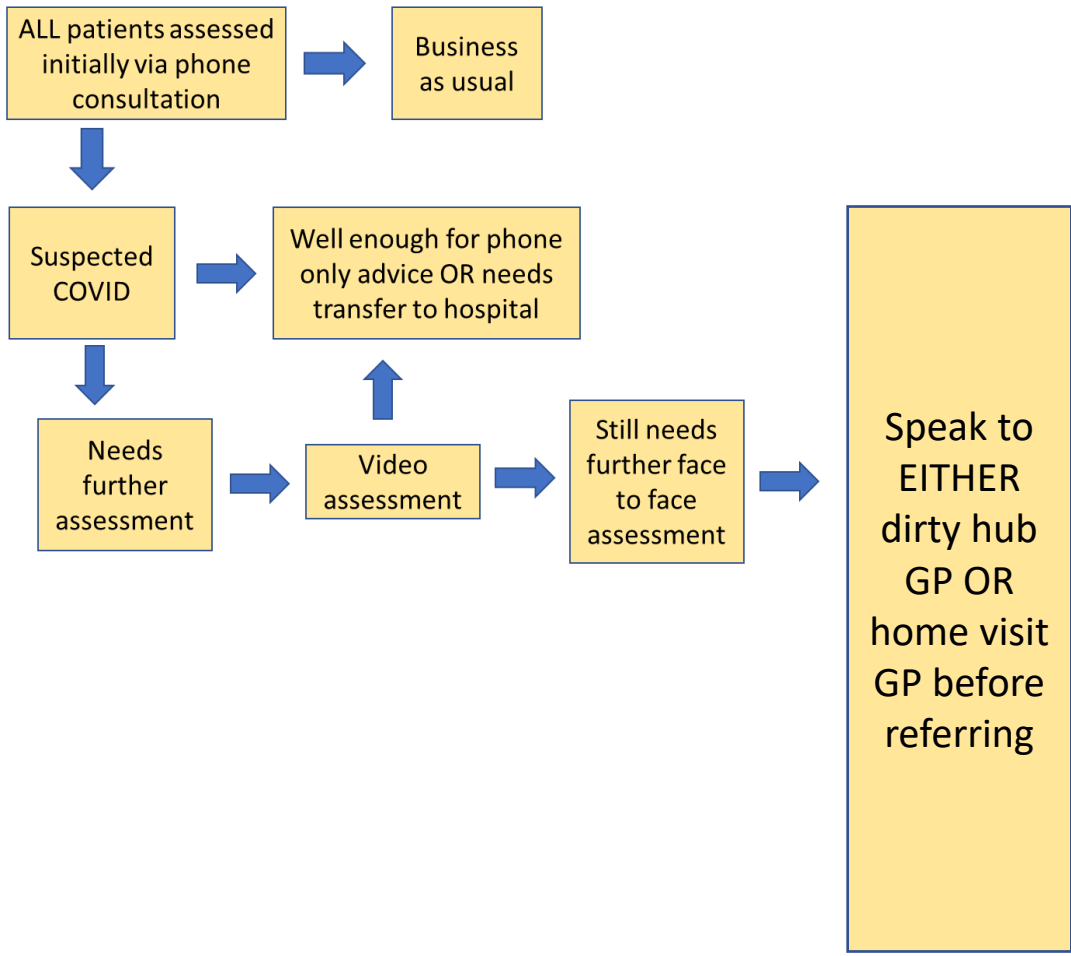 ALL patients assessed
initially via phone
consultation
Business
as usual
Suspected
COVID
Well enough for phone
only advice OR needs
transfer to hospital
Needs
further
assessment
Video
assessment
Still needs
further face
to face
assessment
Speak to
EITHER
dirty hub
GP OR
home visit
GP before
referring